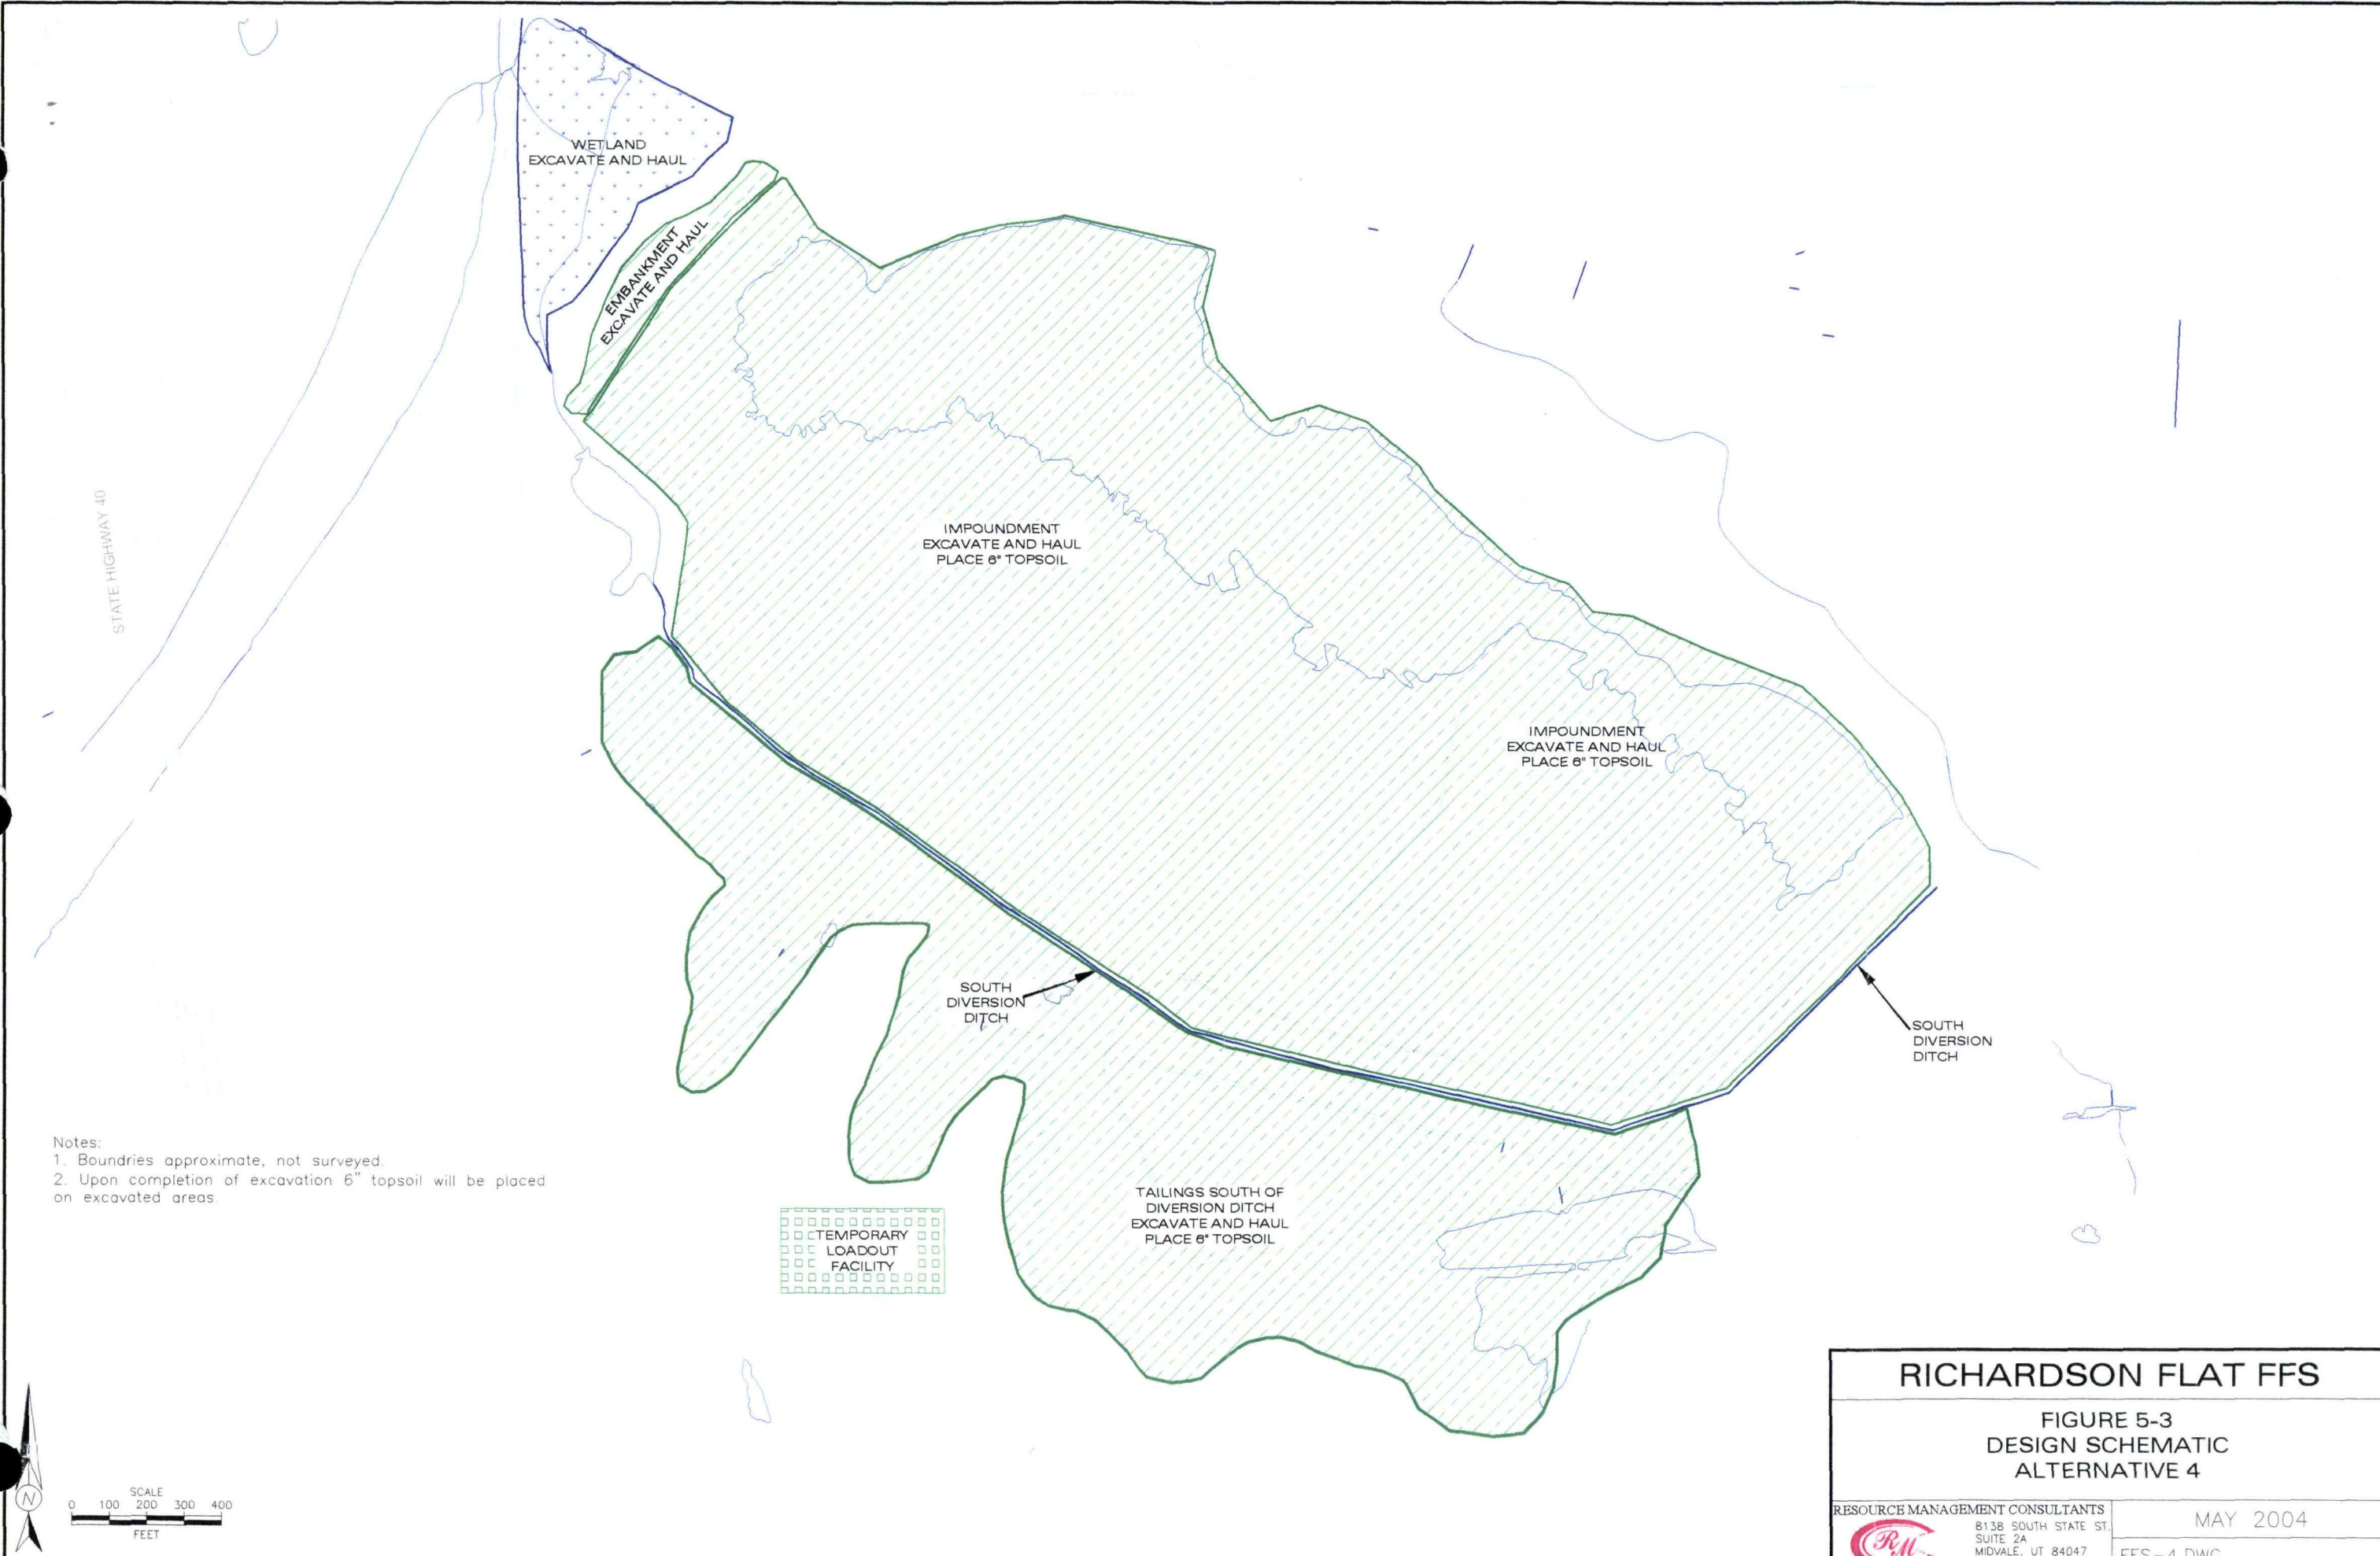 WETLAND
EXCAVATE AND HAUL
EMBANKMENT
EXCAVATE AND HAUL
STATE HIGHWAY 40
IMPOUNDMENT
EXCAVATE AND HAUL
PLACE 6" TOPSOIL
IMPOUNDMENT
EXCAVATE AND HAUL
PLACE 6" TOPSOIL
SOUTH
DIVERSION
DITCH
SOUTH
DIVERSION
DITCH
Notes:
1. Boundries approximate, not surveyed.
2. Upon completion of excavation 6" topsoil will be placed
on excavated areas.
TAILINGS SOUTH OF
DIVERSION DITCH
EXCAVATE AND HAUL
PLACE 6" TOPSOIL
TEMPORARY
LOADOUT
FACILITY
N
SCALE
0 100 200 300 400
FEET
RICHARDSON FLAT FFS
FIGURE 5-3
DESIGN SCHEMATIC
ALTERNATIVE 4
RESOURCE MANAGEMENT CONSULTANTS
8138 SOUTH STATE ST.
SUITE 2A
MIDVALE, UT 84047
RM
MAY 2004
FFS-4.DWG